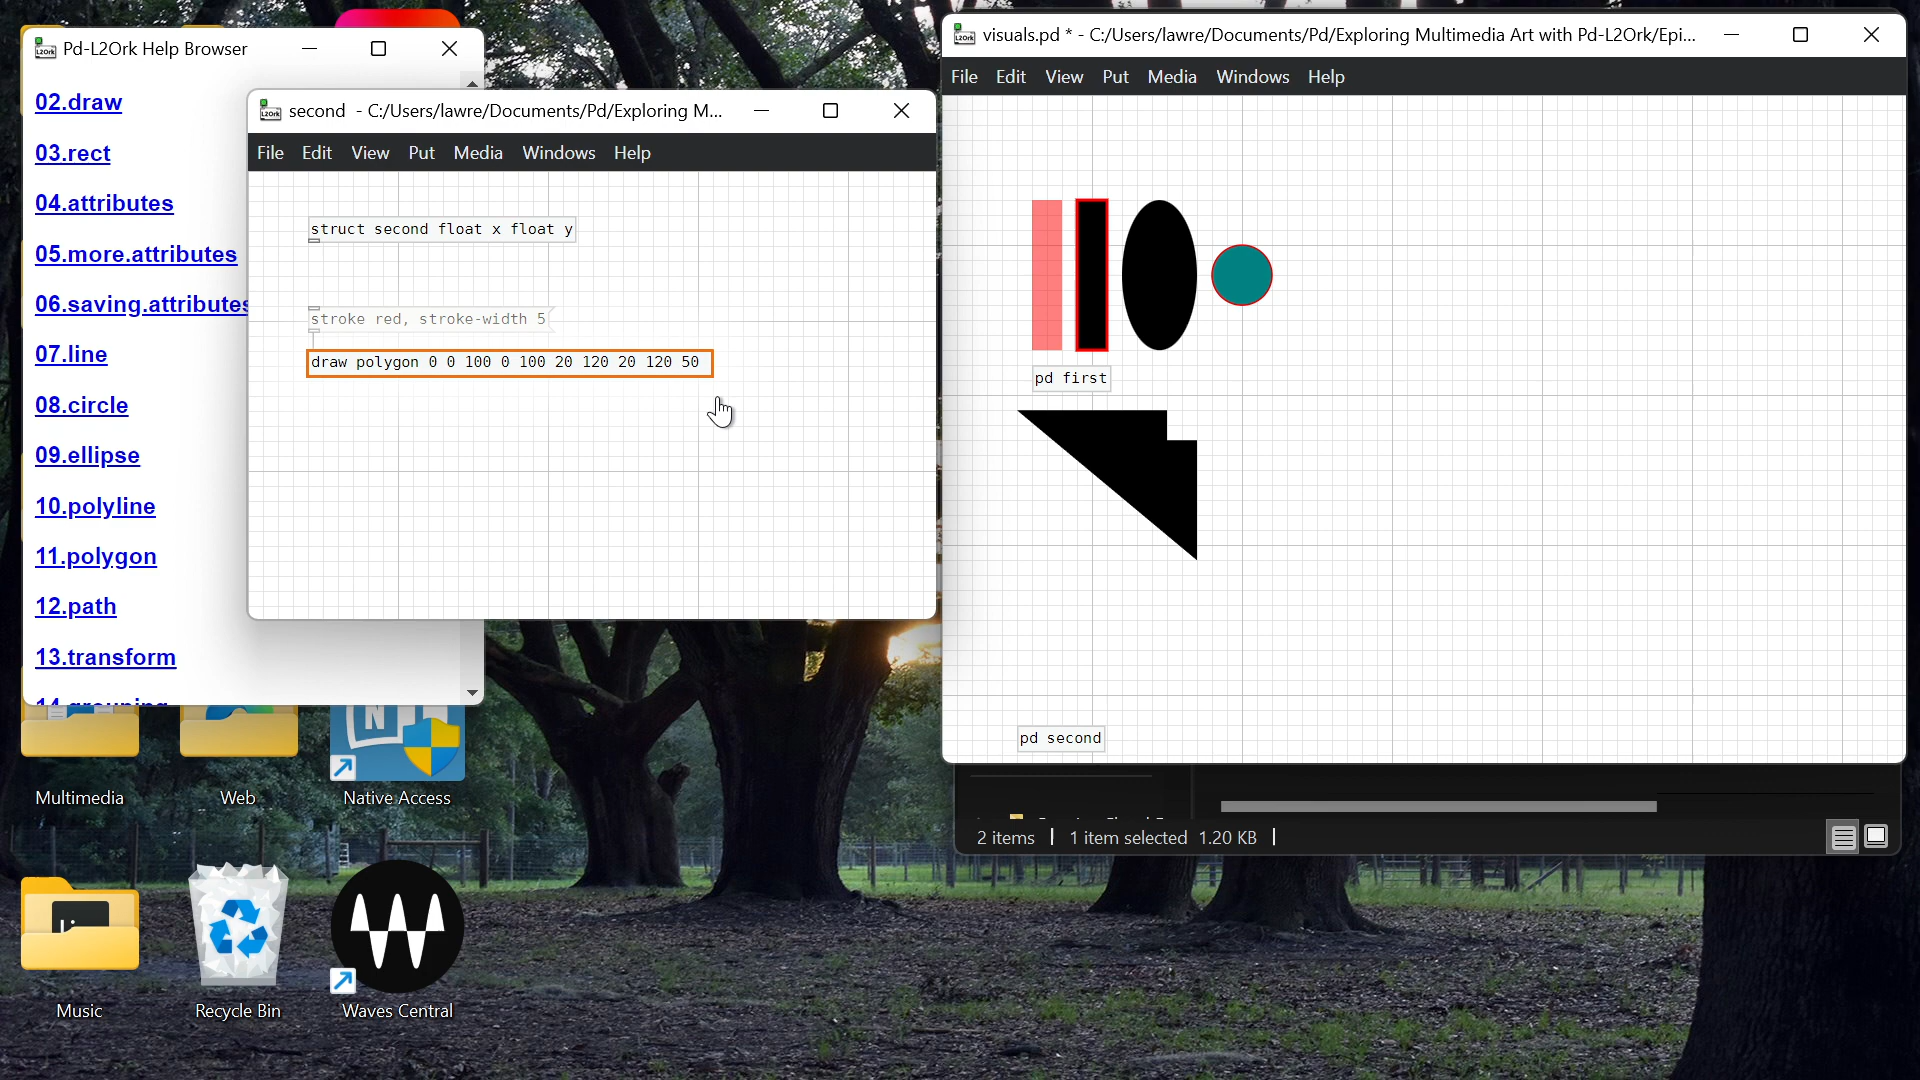 Pd-L2Ork Help Browser
02.draw
03.rect
04.attributes
05.more.attributes
06.saving.attributes
07.line
08.circle
09.ellipse
10.polyline
11.polygon
12.path
13.transform
14.grouping
second - C:/Users/lawre/Documents/Pd/Exploring M...
File Edit View Put Media Windows Help
struct second float x float y
stroke red, stroke-width 5
draw polygon 0 0 100 0 100 20 120 20 120 50
visuals.pd * - C:/Users/lawre/Documents/Pd/Exploring Multimedia Art with Pd-L2Ork/Epi...
File Edit View Put Media Windows Help
pd first
pd second
2 items 1 item selected 1.20 KB
Multimedia
Web
Native Access
Music
Recycle Bin
Waves Central